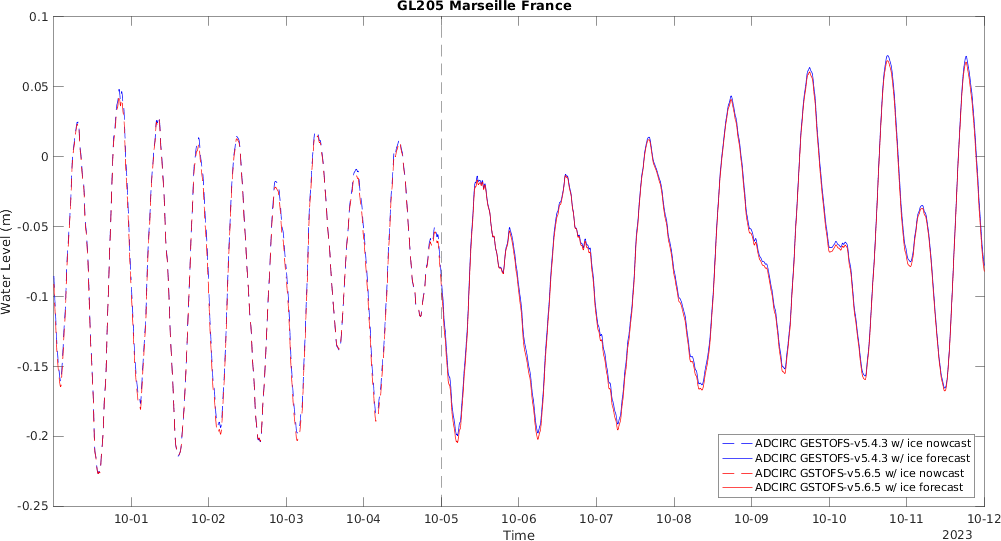 GL205 Marseille France
0.1
0.05
0
-0.05
-0.1
-0.15
-0.2
-0.25
Water Level (m)
ADCIRC GESTOFS-v5.4.3 w/ ice nowcast
ADCIRC GESTOFS-v5.4.3 w/ ice forecast
ADCIRC GSTOFS-v5.6.5 w/ ice nowcast
ADCIRC GSTOFS-v5.6.5 w/ ice forecast
10-01 10-02 10-03 10-04 10-05 10-06 10-07 10-08 10-09 10-10 10-11 10-12
Time
2023